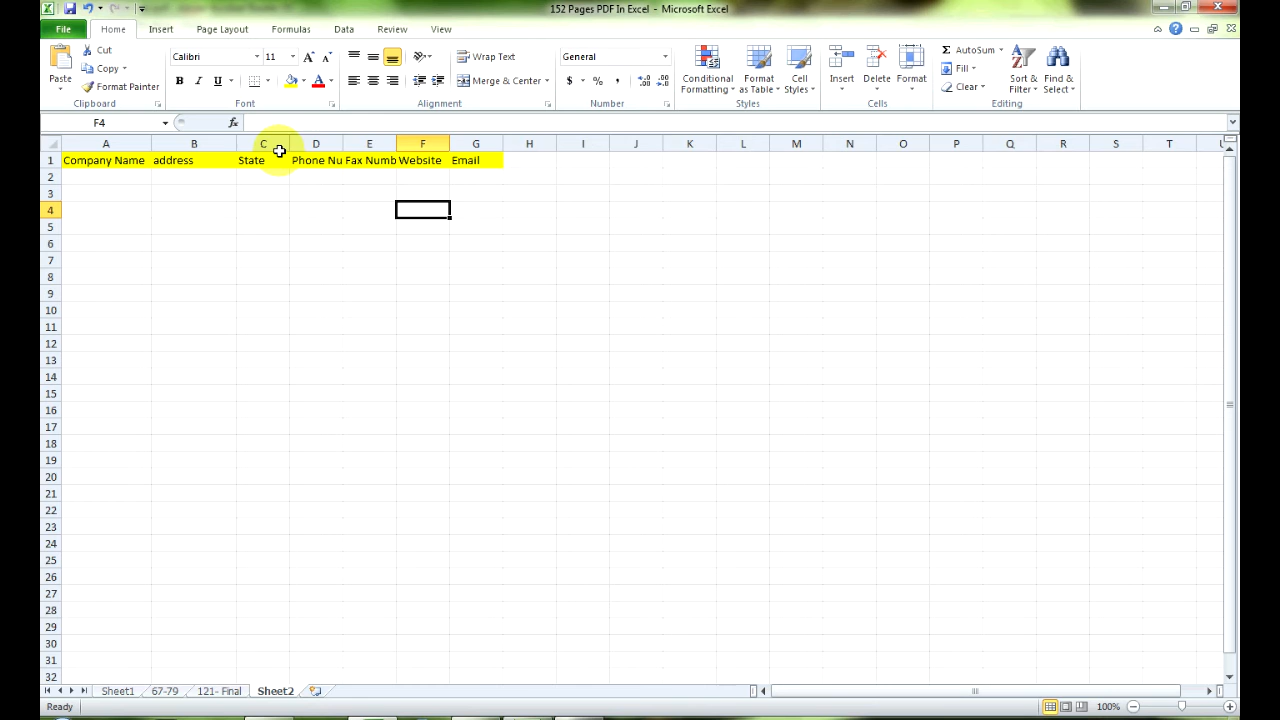 152 Pages PDF In Excel - Microsoft Excel
File Home Insert Page Layout Formulas Data Review View
Paste
Cut
Copy
Format Painter
Calibri 11
B I U
A A
Wrap Text
Merge & Center
General
$ % ,
Conditional Formatting
Format as Table
Cell Styles
Insert
Delete
Format
AutoSum
Fill
Clear
Sort & Filter
Find & Select
Clipboard Font Alignment Number Styles Cells Editing
F4 fx
A B C D E F G H I J K L M N O P Q R S T U
1 Company Name address State Phone Nu Fax Numb Website Email
2
3
4
5
6
7
8
9
10
11
12
13
14
15
16
17
18
19
20
21
22
23
24
25
26
27
28
29
30
31
32
Sheet1 67-79 121- Final Sheet2
Ready 100%